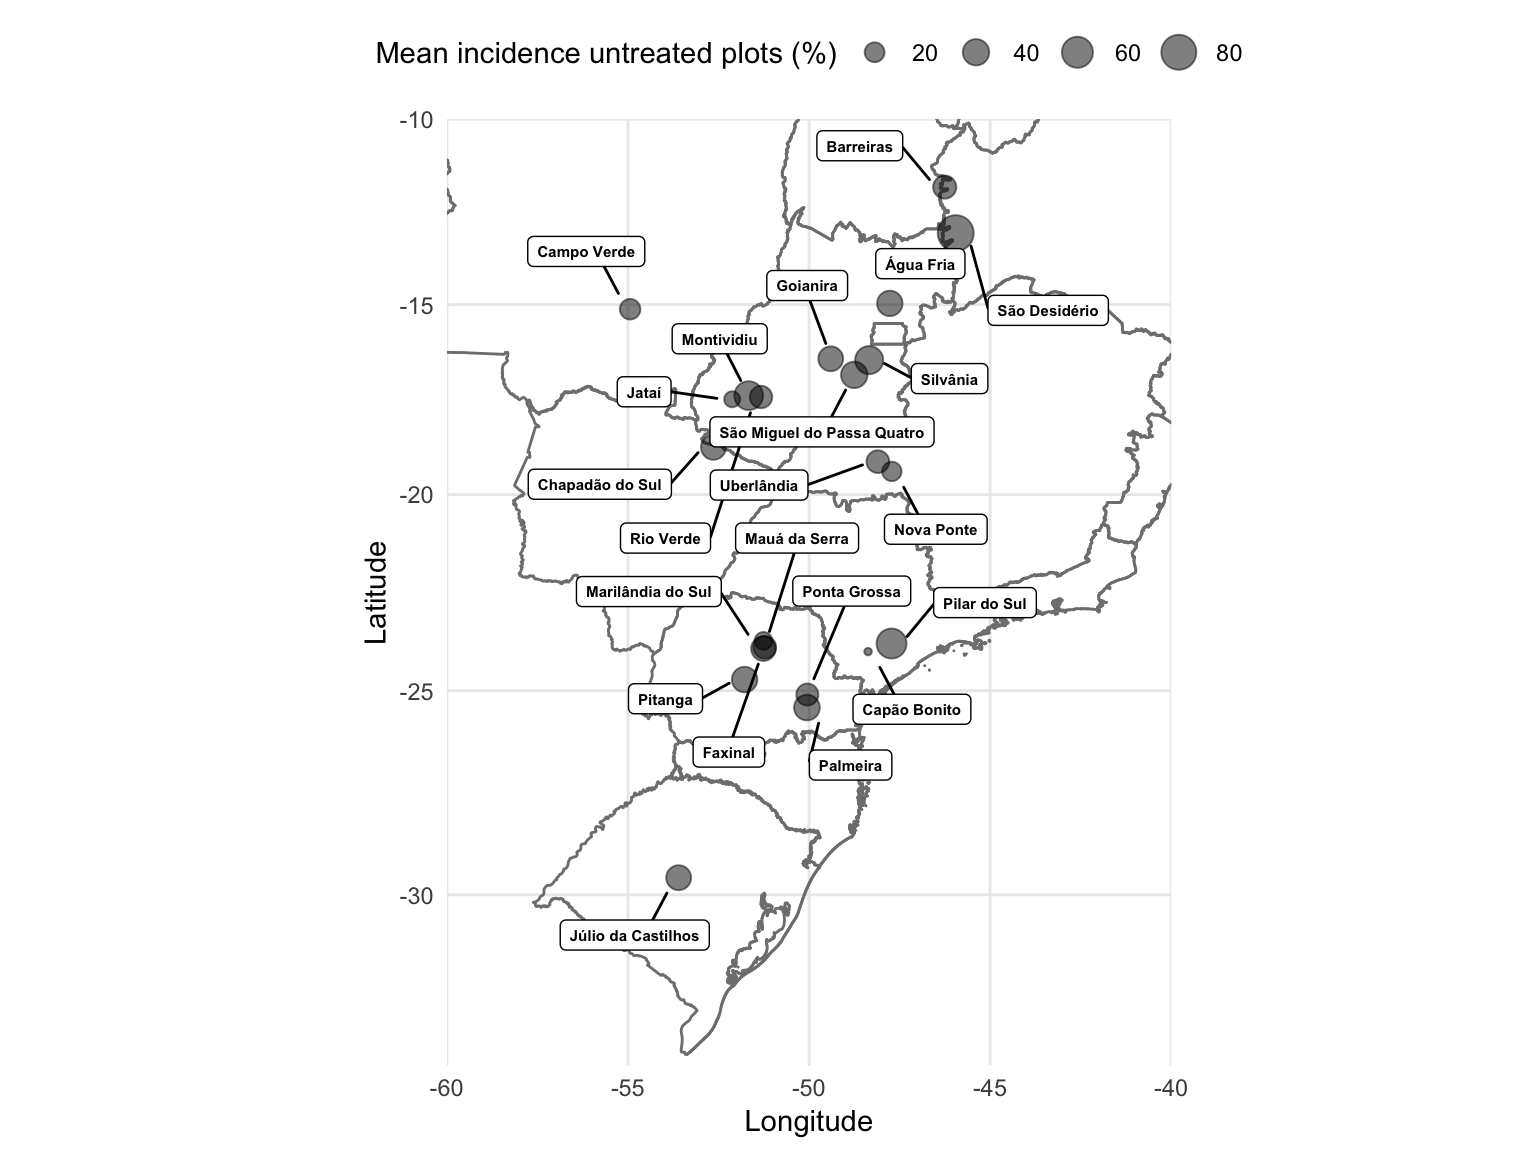 Mean incidence untreated plots (%) 20 40 60 80
-10
Barreiras
Campo Verde
Água Fria
Goianira
-15
São Desidério
Montividiu
Silvânia
Jataí
São Miguel do Passa Quatro
Chapadão do Sul
Uberlândia
-20
Nova Ponte
Rio Verde
Mauá da Serra
Latitude
Marilândia do Sul
Ponta Grossa
Pilar do Sul
-25
Pitanga
Capão Bonito
Faxinal
Palmeira
-30
Júlio da Castilhos
-60 -55 -50 -45 -40
Longitude